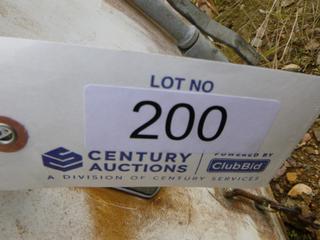 LOT NO
200
CENTURY AUCTIONS
POWERED BY
ClubBid
A DIVISION OF CENTURY SERVICES